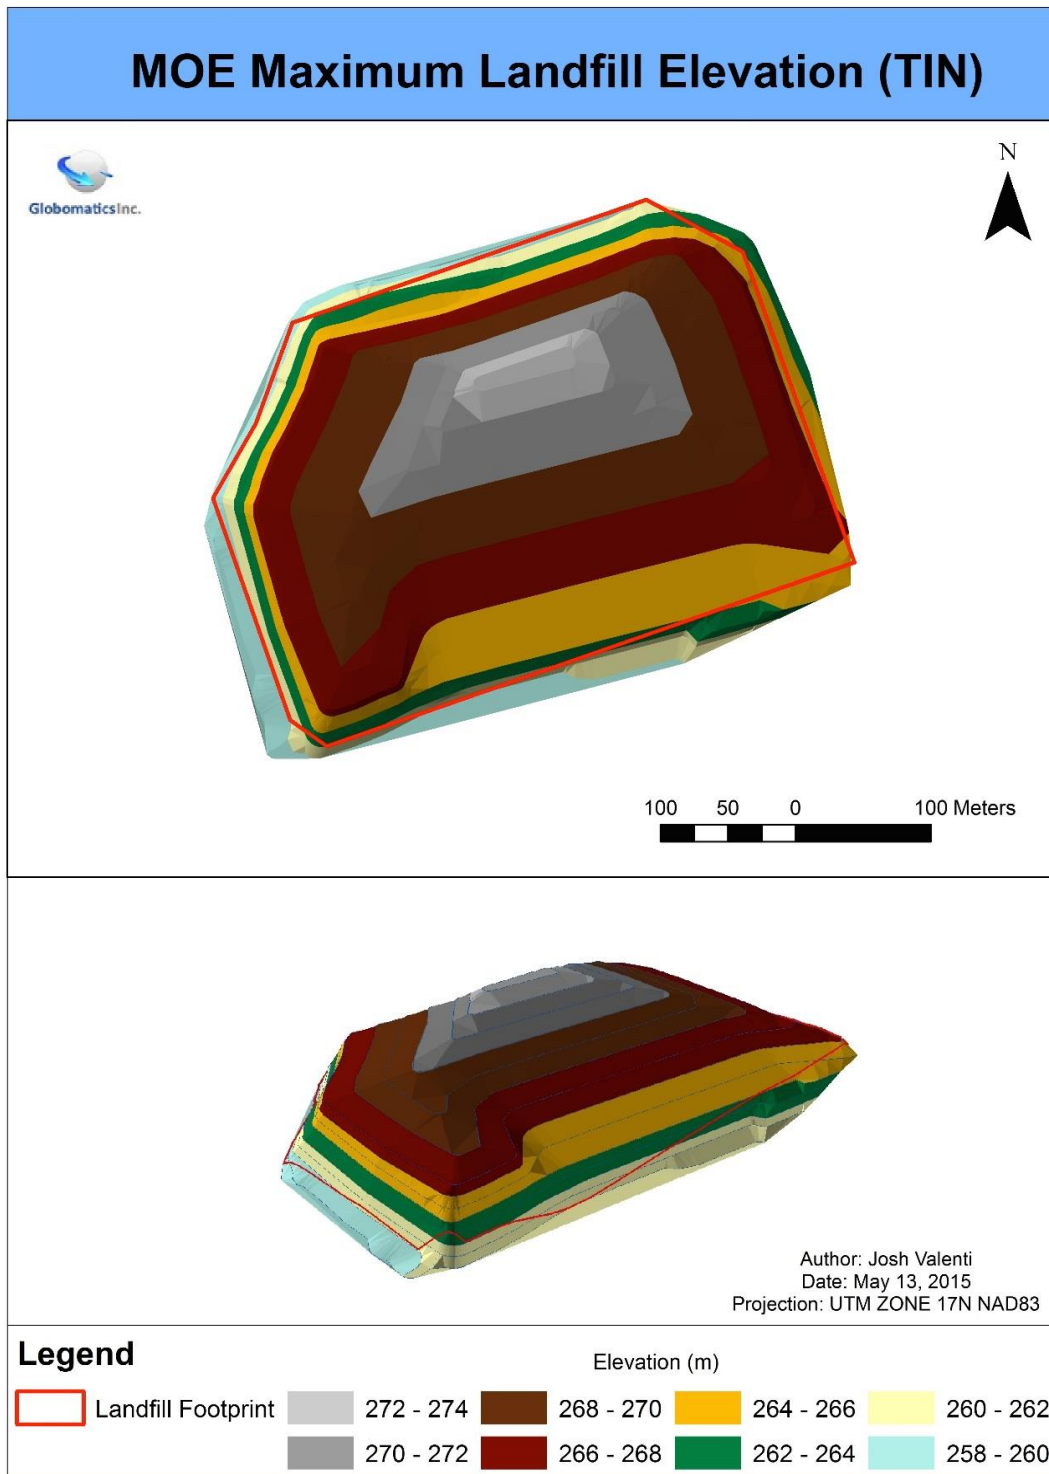 MOE Maximum Landfill Elevation (TIN)
GlobomaticsInc.
N
100 50 0 100 Meters
Author: Josh Valenti
Date: May 13, 2015
Projection: UTM ZONE 17N NAD83
Legend
Elevation (m)
Landfill Footprint 272 - 274 268 - 270 264 - 266 260 - 262
270 - 272 266 - 268 262 - 264 258 - 260